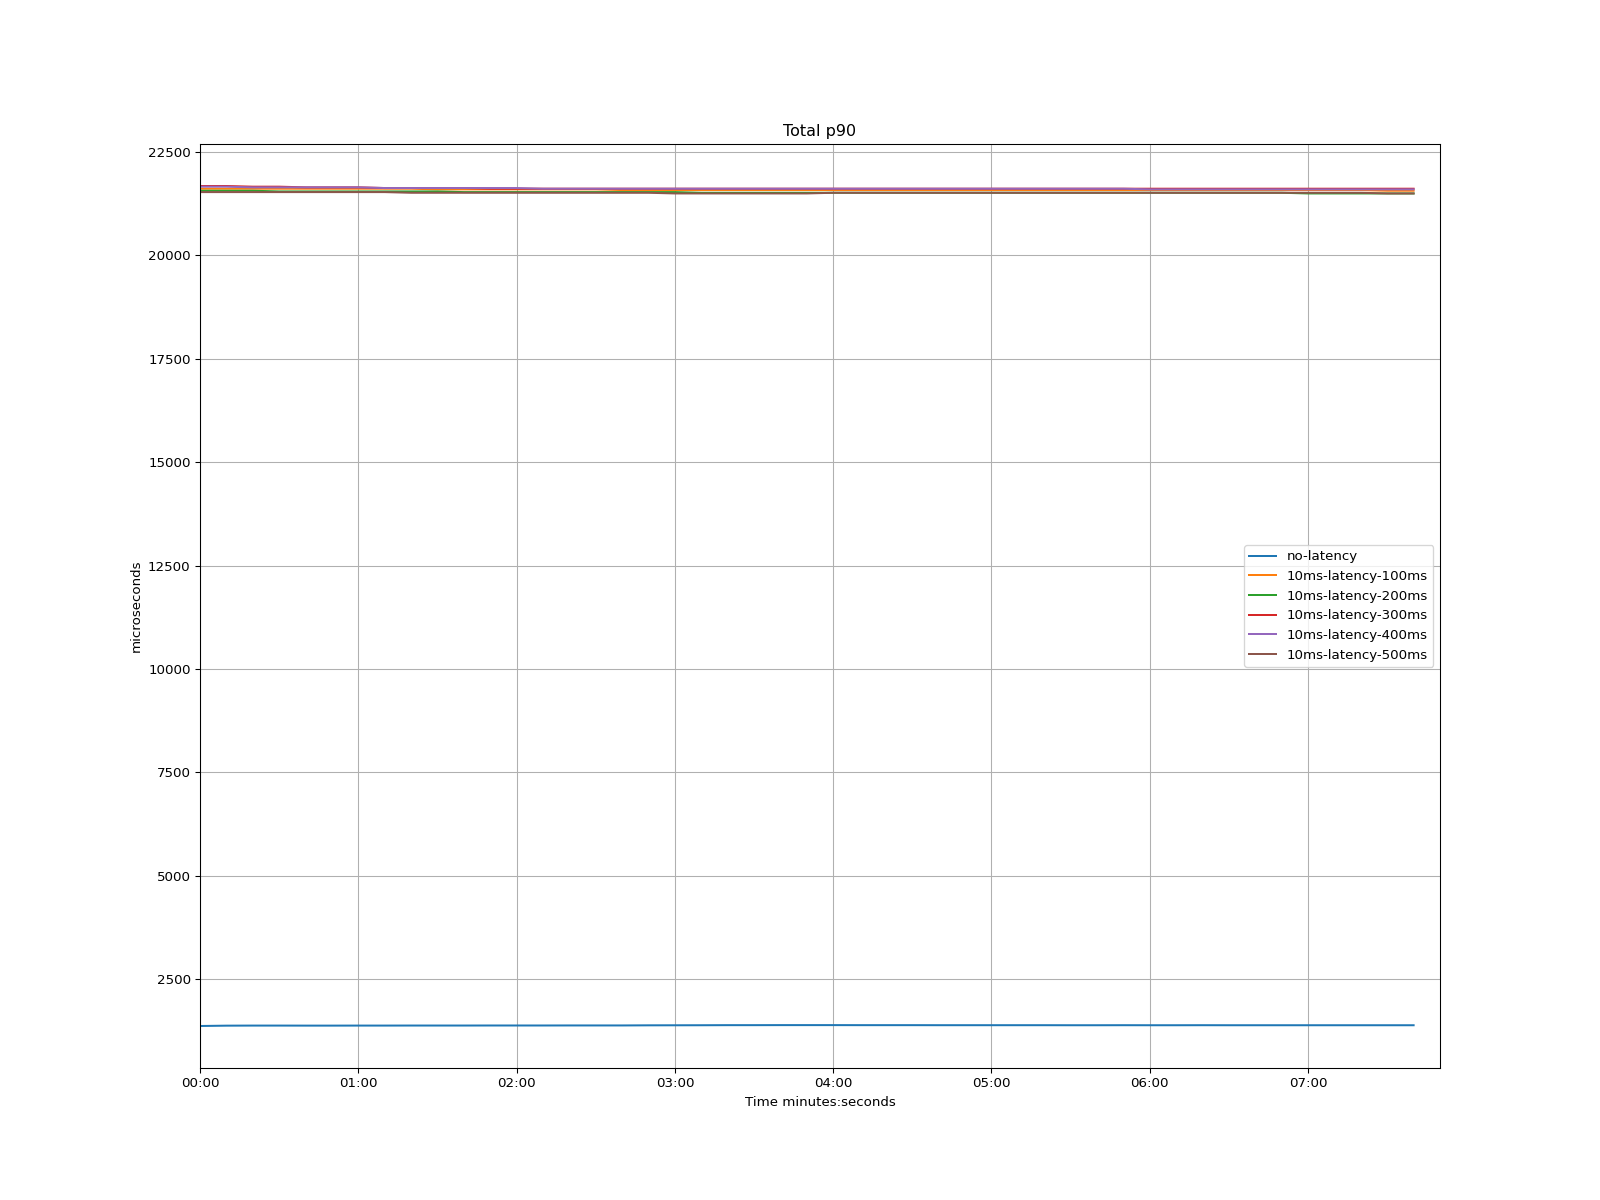 Total p90
22500
20000
17500
15000
12500
10000
7500
5000
2500
microseconds
no-latency
10ms-latency-100ms
10ms-latency-200ms
10ms-latency-300ms
10ms-latency-400ms
10ms-latency-500ms
00:00 01:00 02:00 03:00 04:00 05:00 06:00 07:00
Time minutes:seconds